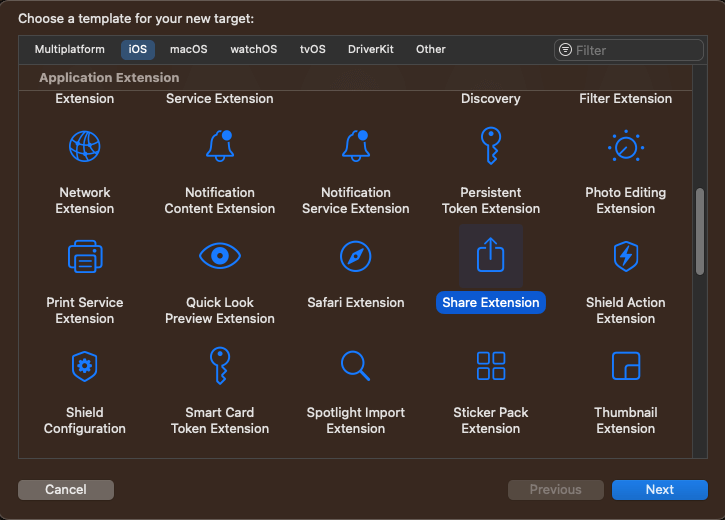 Choose a template for your new target:
Multiplatform iOS macOS watchOS tvOS DriverKit Other Filter
Application Extension
Extension Service Extension Discovery Filter Extension
Network Notification Notification Persistent Photo Editing
Extension Content Extension Service Extension Token Extension Extension
Print Service Quick Look Safari Extension Share Extension Shield Action
Extension Preview Extension Extension
Shield Smart Card Spotlight Import Sticker Pack Thumbnail
Configuration Token Extension Extension Extension Extension
Cancel Previous Next